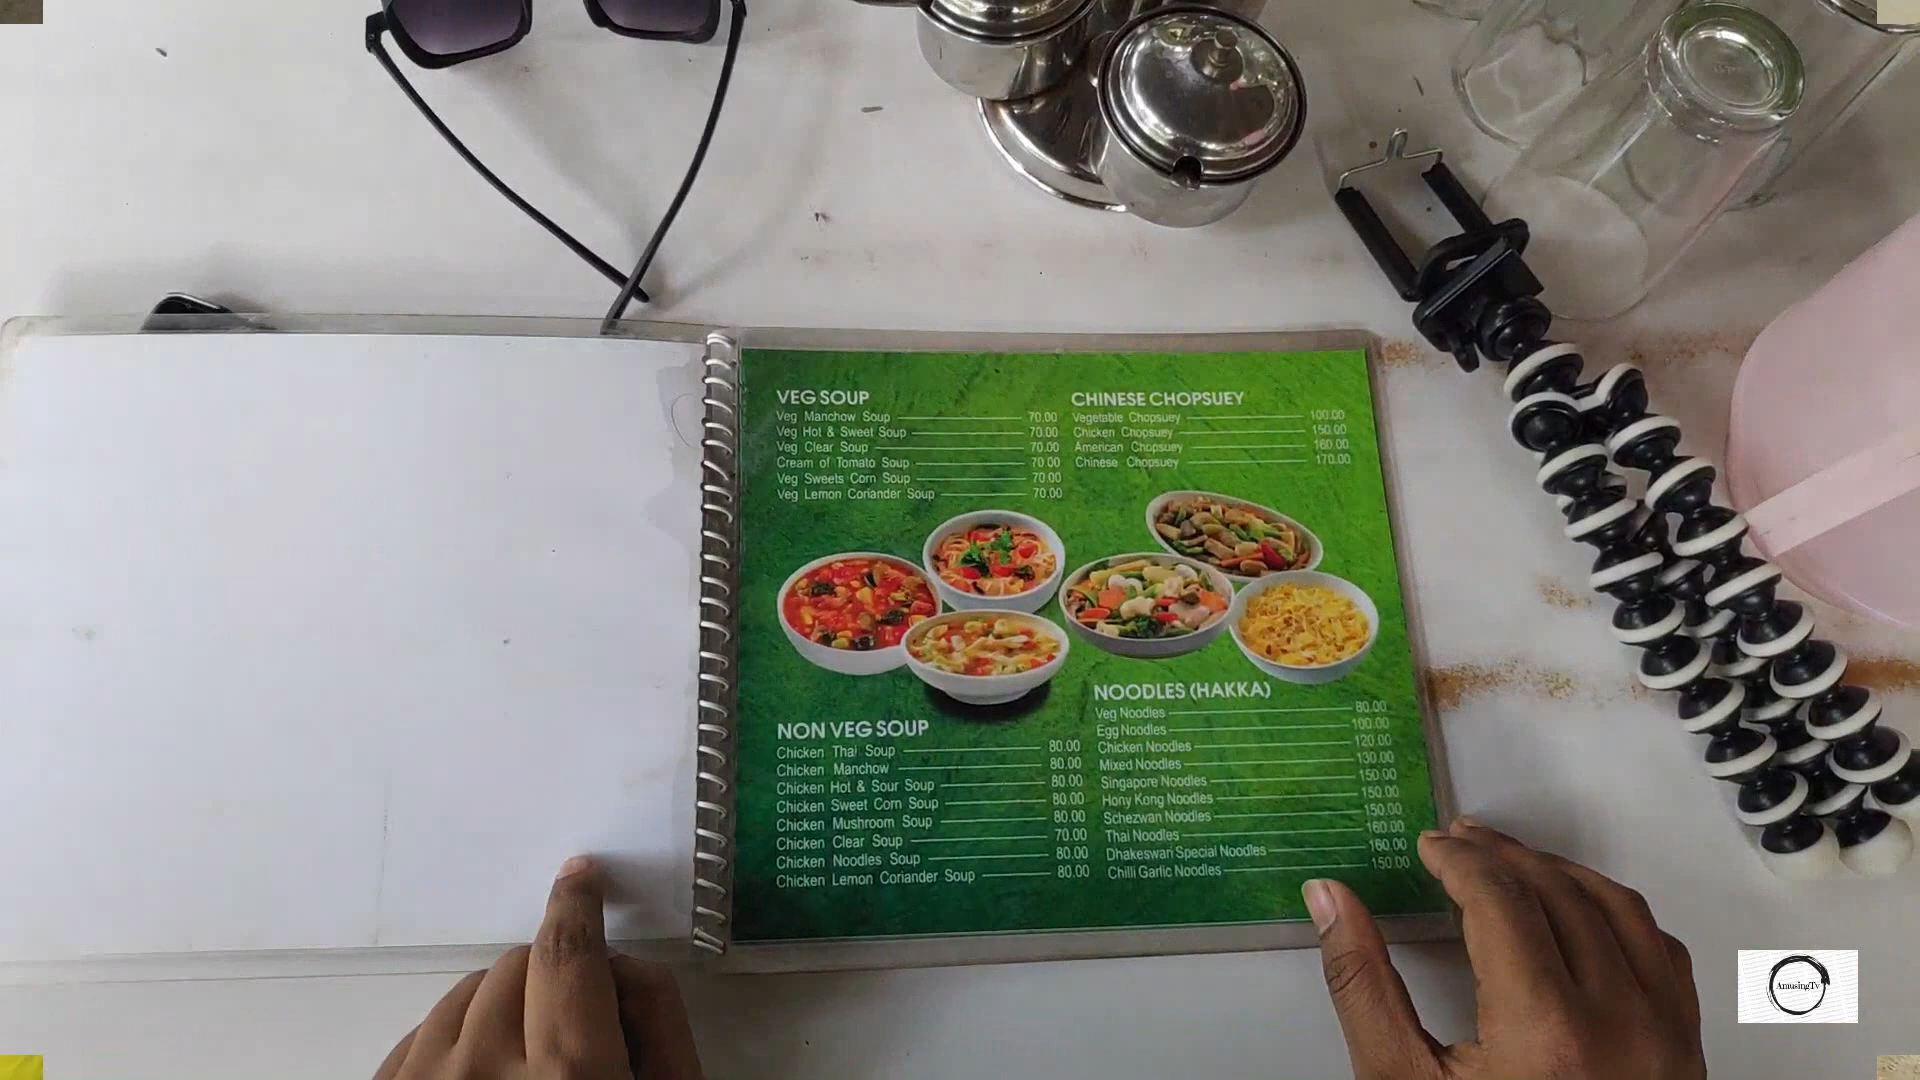 VEG SOUP
Veg Manchow Soup 70.00
Veg Hot & Sweet Soup 70.00
Veg Clear Soup 70.00
Cream of Tomato Soup 70.00
Veg Sweets Corn Soup 70.00
Veg Lemon Coriander Soup 70.00
CHINESE CHOPSUEY
Vegetable Chopsuey 100.00
Chicken Chopsuey 150.00
American Chopsuey 160.00
Chinese Chopsuey 170.00
NON VEG SOUP
Chicken Thai Soup 80.00
Chicken Manchow 80.00
Chicken Hot & Sour Soup 80.00
Chicken Sweet Corn Soup 80.00
Chicken Mushroom Soup 80.00
Chicken Clear Soup 70.00
Chicken Noodles Soup 80.00
Chicken Lemon Coriander Soup 80.00
NOODLES (HAKKA)
Veg Noodles 80.00
Egg Noodles 100.00
Chicken Noodles 120.00
Mixed Noodles 130.00
Singapore Noodles 150.00
Hony Kong Noodles 150.00
Schezwan Noodles 150.00
Thai Noodles 160.00
Dhakeswari Special Noodles 160.00
Chilli Garlic Noodles 150.00
AmusingTv